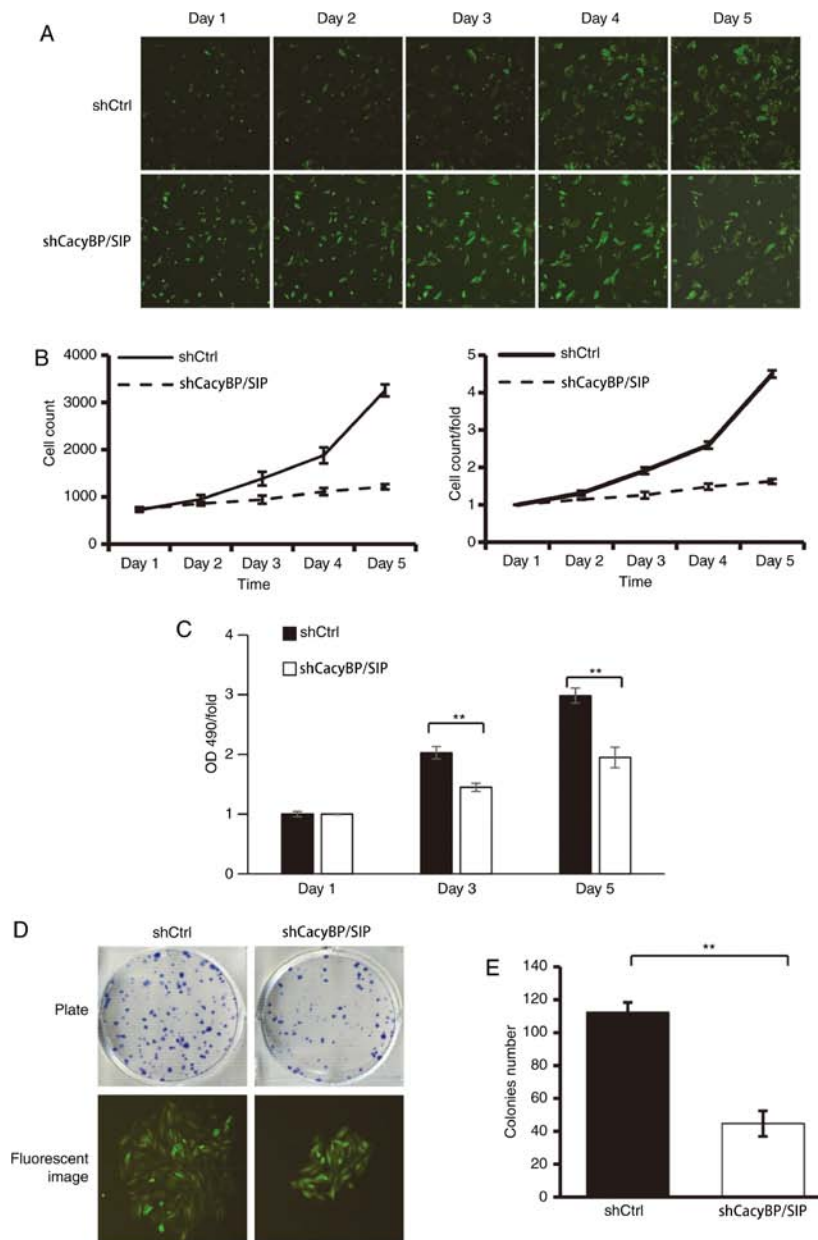 A
Day 1 Day 2 Day 3 Day 4 Day 5
shCtrl
shCacyBP/SIP
B
4000
3000
2000
1000
0
Cell count
shCtrl
shCacyBP/SIP
Day 1 Day 2 Day 3 Day 4 Day 5
Time
5
4
3
2
1
0
Cell count/fold
shCtrl
shCacyBP/SIP
Day 1 Day 2 Day 3 Day 4 Day 5
Time
C
4
3
2
1
0
OD 490/fold
shCtrl
shCacyBP/SIP
**
**
Day 1 Day 3 Day 5
D
shCtrl shCacyBP/SIP
Plate
Fluorescent
image
E
**
140
120
100
80
60
40
20
0
Colonies number
shCtrl shCacyBP/SIP